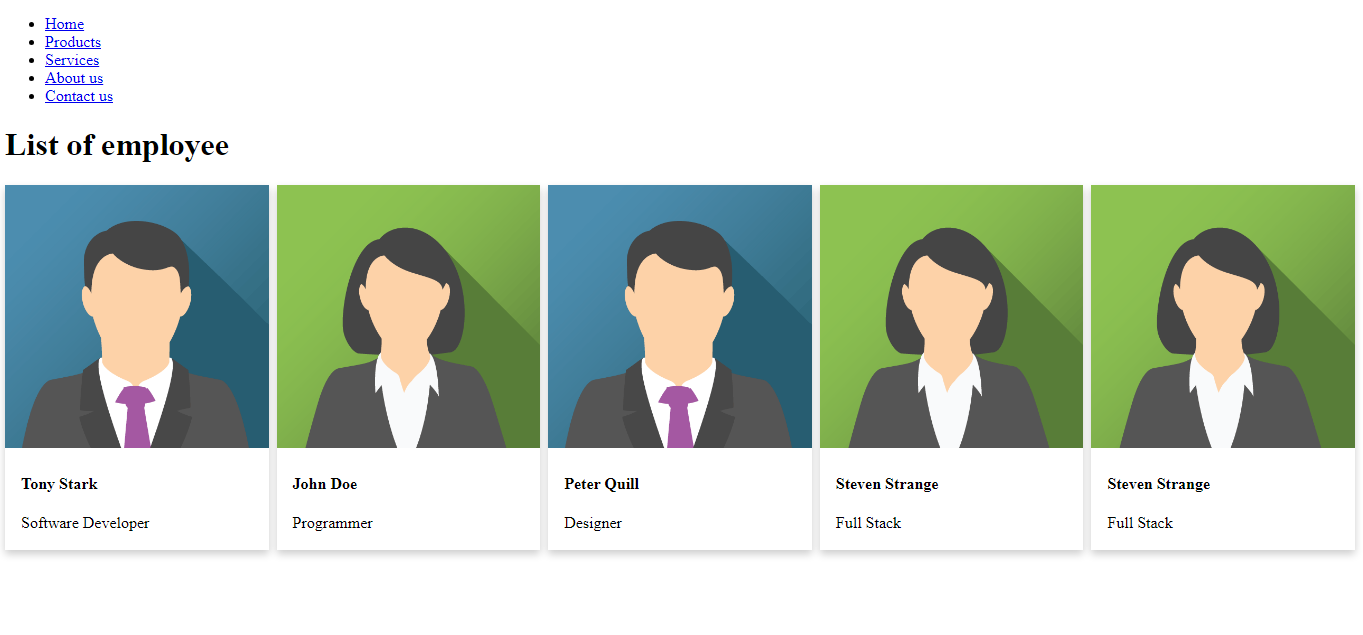 Home
Products
Services
About us
Contact us
List of employee
Tony Stark
Software Developer
John Doe
Programmer
Peter Quill
Designer
Steven Strange
Full Stack
Steven Strange
Full Stack